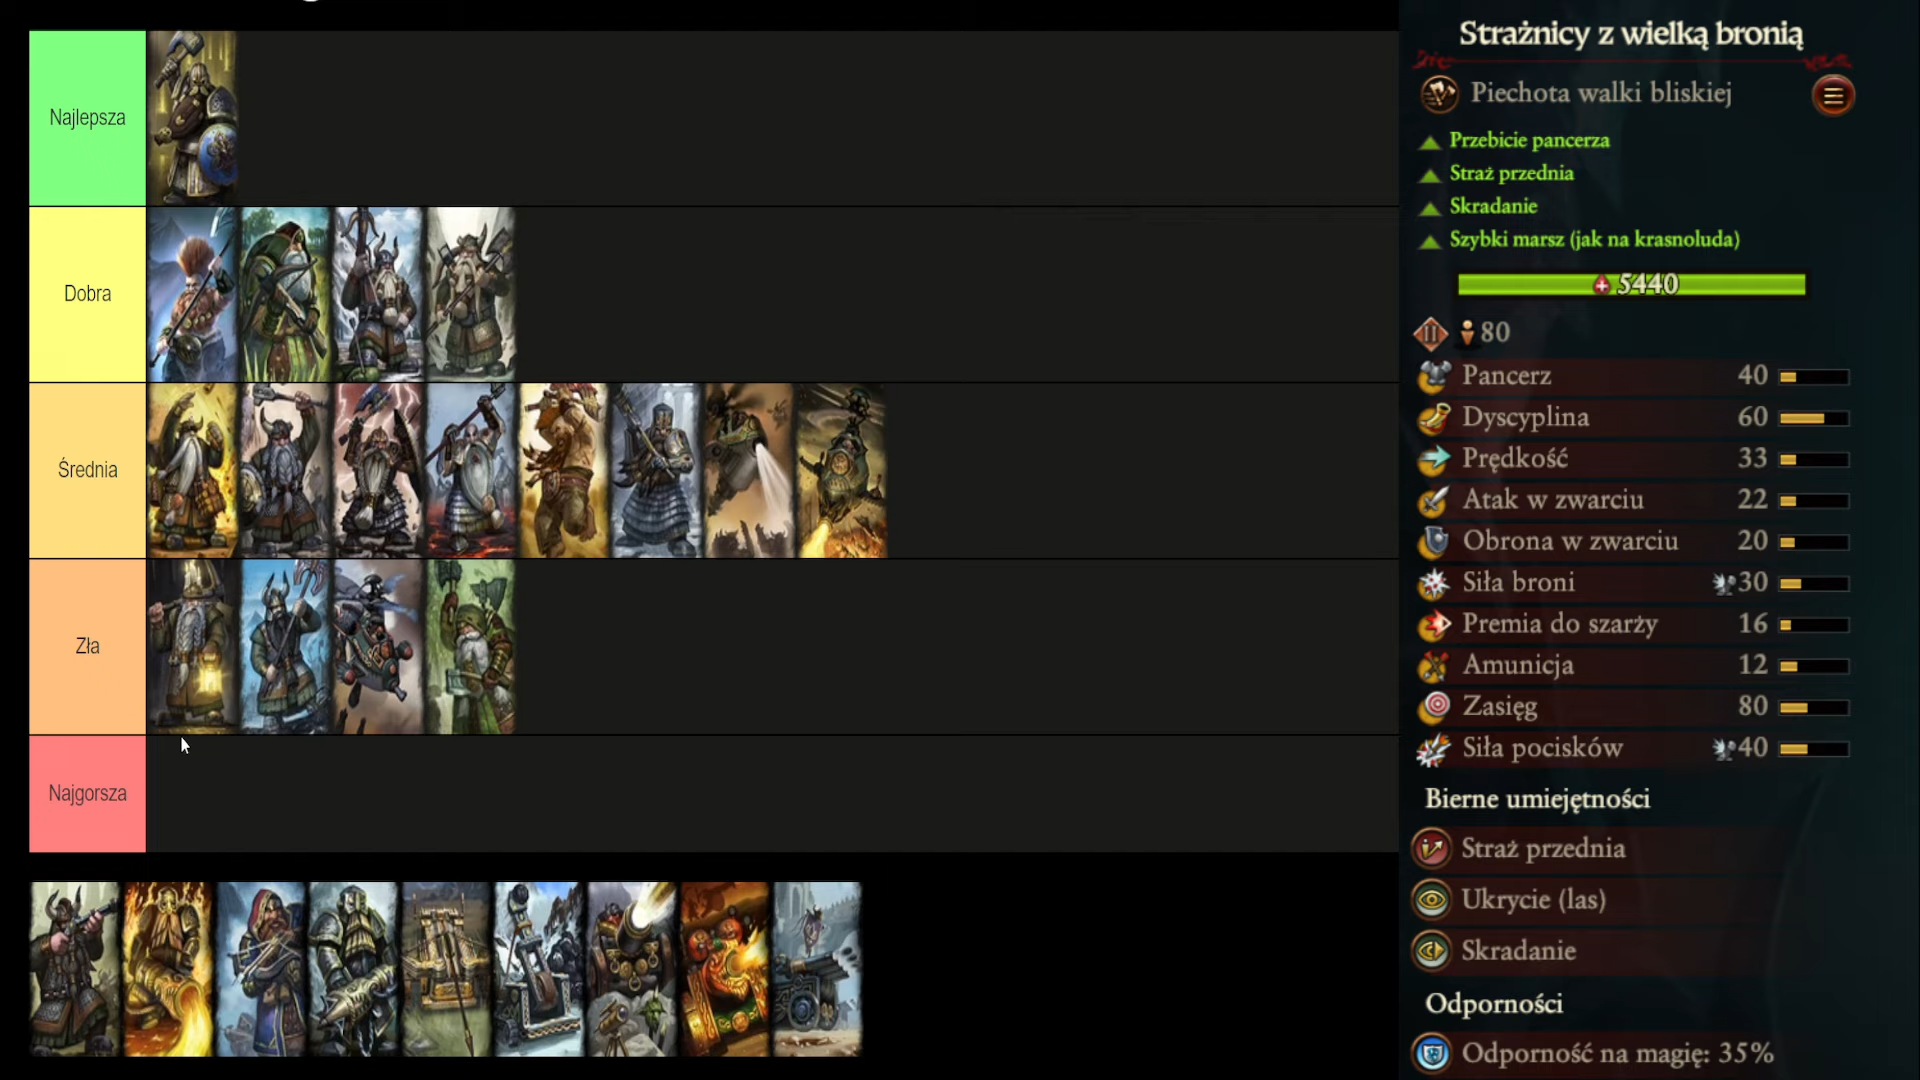 Najlepsza
Dobra
Średnia
Zła
Najgorsza
Strażnicy z wielką bronią
Piechota walki bliskiej
Przebicie pancerza
Straż przednia
Skradanie
Szybki marsz (jak na krasnoluda)
5440
80
Pancerz 40
Dyscyplina 60
Prędkość 33
Atak w zwarciu 22
Obrona w zwarciu 20
Siła broni 30
Premia do szarży 16
Amunicja 12
Zasięg 80
Siła pocisków 40
Bierne umiejętności
Straż przednia
Ukrycie (las)
Skradanie
Odporności
Odporność na magię: 35%